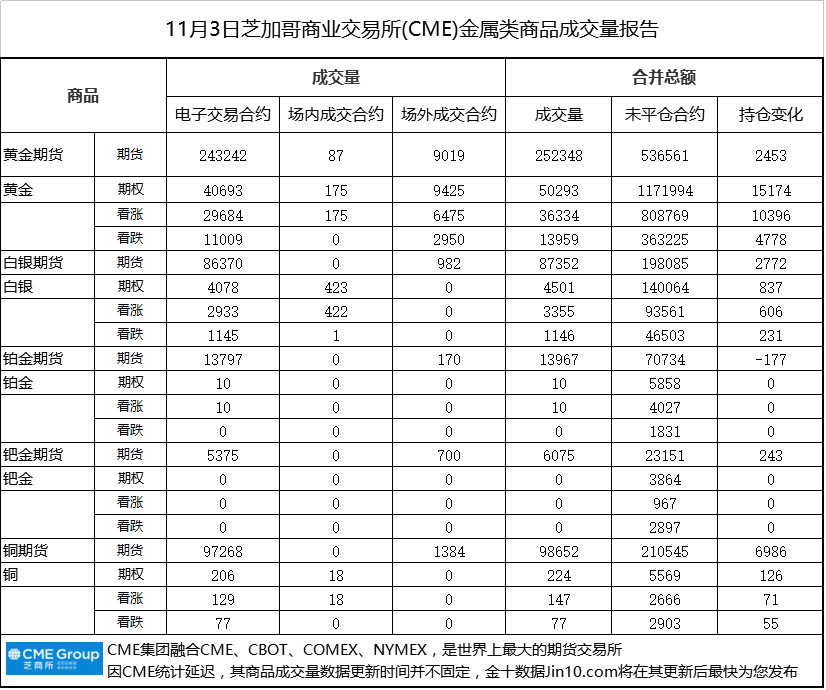 11月3日芝加哥商业交易所(CME)金属类商品成交量报告
商品 成交量 合并总额
电子交易合约 场内成交合约 场外成交合约 成交量 未平仓合约 持仓变化
黄金期货 期货 243242 87 9019 252348 536561 2453
黄金 期权 40693 175 9425 50293 1171994 15174
看涨 29684 175 6475 36334 808769 10396
看跌 11009 0 2950 13959 363225 4778
白银期货 期货 86370 0 982 87352 198085 2772
白银 期权 4078 423 0 4501 140064 837
看涨 2933 422 0 3355 93561 606
看跌 1145 1 0 1146 46503 231
铂金期货 期货 13797 0 170 13967 70734 -177
铂金 期权 10 0 0 10 5858 0
看涨 10 0 0 10 4027 0
看跌 0 0 0 0 1831 0
钯金期货 期货 5375 0 700 6075 23151 243
钯金 期权 0 0 0 0 3864 0
看涨 0 0 0 0 967 0
看跌 0 0 0 0 2897 0
铜期货 期货 97268 0 1384 98652 210545 6986
铜 期权 206 18 0 224 5569 126
看涨 129 18 0 147 2666 71
看跌 77 0 0 77 2903 55
CME Group
芝商所
CME集团融合CME、CBOT、COMEX、NYMEX，是世界上最大的期货交易所
因CME统计延迟，其商品成交量数据更新时间并不固定，金十数据Jin10.com将在其更新后最快为您发布